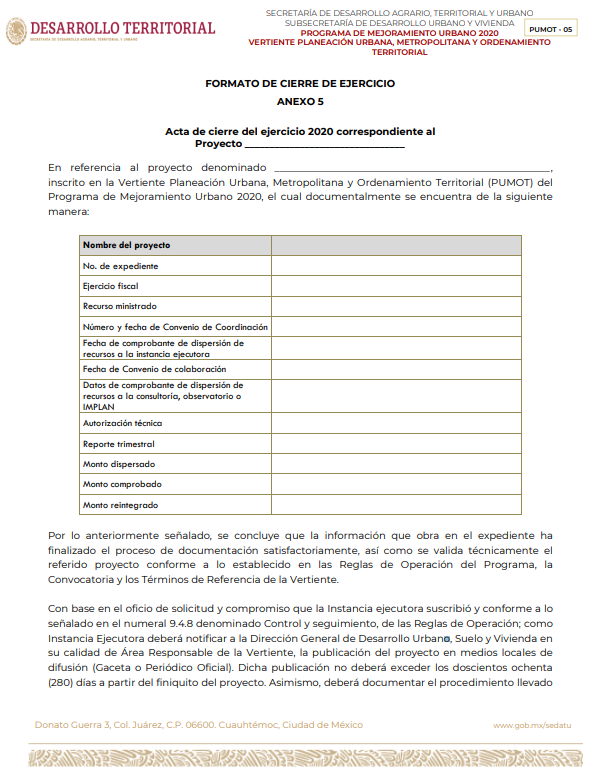 DESARROLLO TERRITORIAL
SECRETARÍA DE DESARROLLO AGRARIO, TERRITORIAL Y URBANO
SECRETARÍA DE DESARROLLO AGRARIO, TERRITORIAL Y URBANO
SUBSECRETARÍA DE DESARROLLO URBANO Y VIVIENDA
PROGRAMA DE MEJORAMIENTO URBANO 2020
VERTIENTE PLANEACIÓN URBANA, METROPOLITANA Y ORDENAMIENTO
TERRITORIAL
PUMOT - 05
FORMATO DE CIERRE DE EJERCICIO
ANEXO 5
Acta de cierre del ejercicio 2020 correspondiente al
Proyecto ________________________________
En referencia al proyecto denominado ________________________________________________________,
inscrito en la Vertiente Planeación Urbana, Metropolitana y Ordenamiento Territorial (PUMOT) del
Programa de Mejoramiento Urbano 2020, el cual documentalmente se encuentra de la siguiente
manera:
Nombre del proyecto
No. de expediente
Ejercicio fiscal
Recurso ministrado
Número y fecha de Convenio de Coordinación
Fecha de comprobante de dispersión de
recursos a la instancia ejecutora
Fecha de Convenio de colaboración
Datos de comprobante de dispersión de
recursos a la consultoría, observatorio o
IMPLAN
Autorización técnica
Reporte trimestral
Monto dispersado
Monto comprobado
Monto reintegrado
Por lo anteriormente señalado, se concluye que la información que obra en el expediente ha
finalizado el proceso de documentación satisfactoriamente, así como se valida técnicamente el
referido proyecto conforme a lo establecido en las Reglas de Operación del Programa, la
Convocatoria y los Términos de Referencia de la Vertiente.
Con base en el oficio de solicitud y compromiso que la Instancia ejecutora suscribió y conforme a lo
señalado en el numeral 9.4.8 denominado Control y seguimiento, de las Reglas de Operación; como
Instancia Ejecutora deberá notificar a la Dirección General de Desarrollo Urbano, Suelo y Vivienda en
su calidad de Área Responsable de la Vertiente, la publicación del proyecto en medios locales de
difusión (Gaceta o Periódico Oficial). Dicha publicación no deberá exceder los doscientos ochenta
(280) días a partir del finiquito del proyecto. Asimismo, deberá documentar el procedimiento llevado
Donato Guerra 3, Col. Juárez, C.P. 06600. Cuauhtémoc, Ciudad de México
www.gob.mx/sedatu